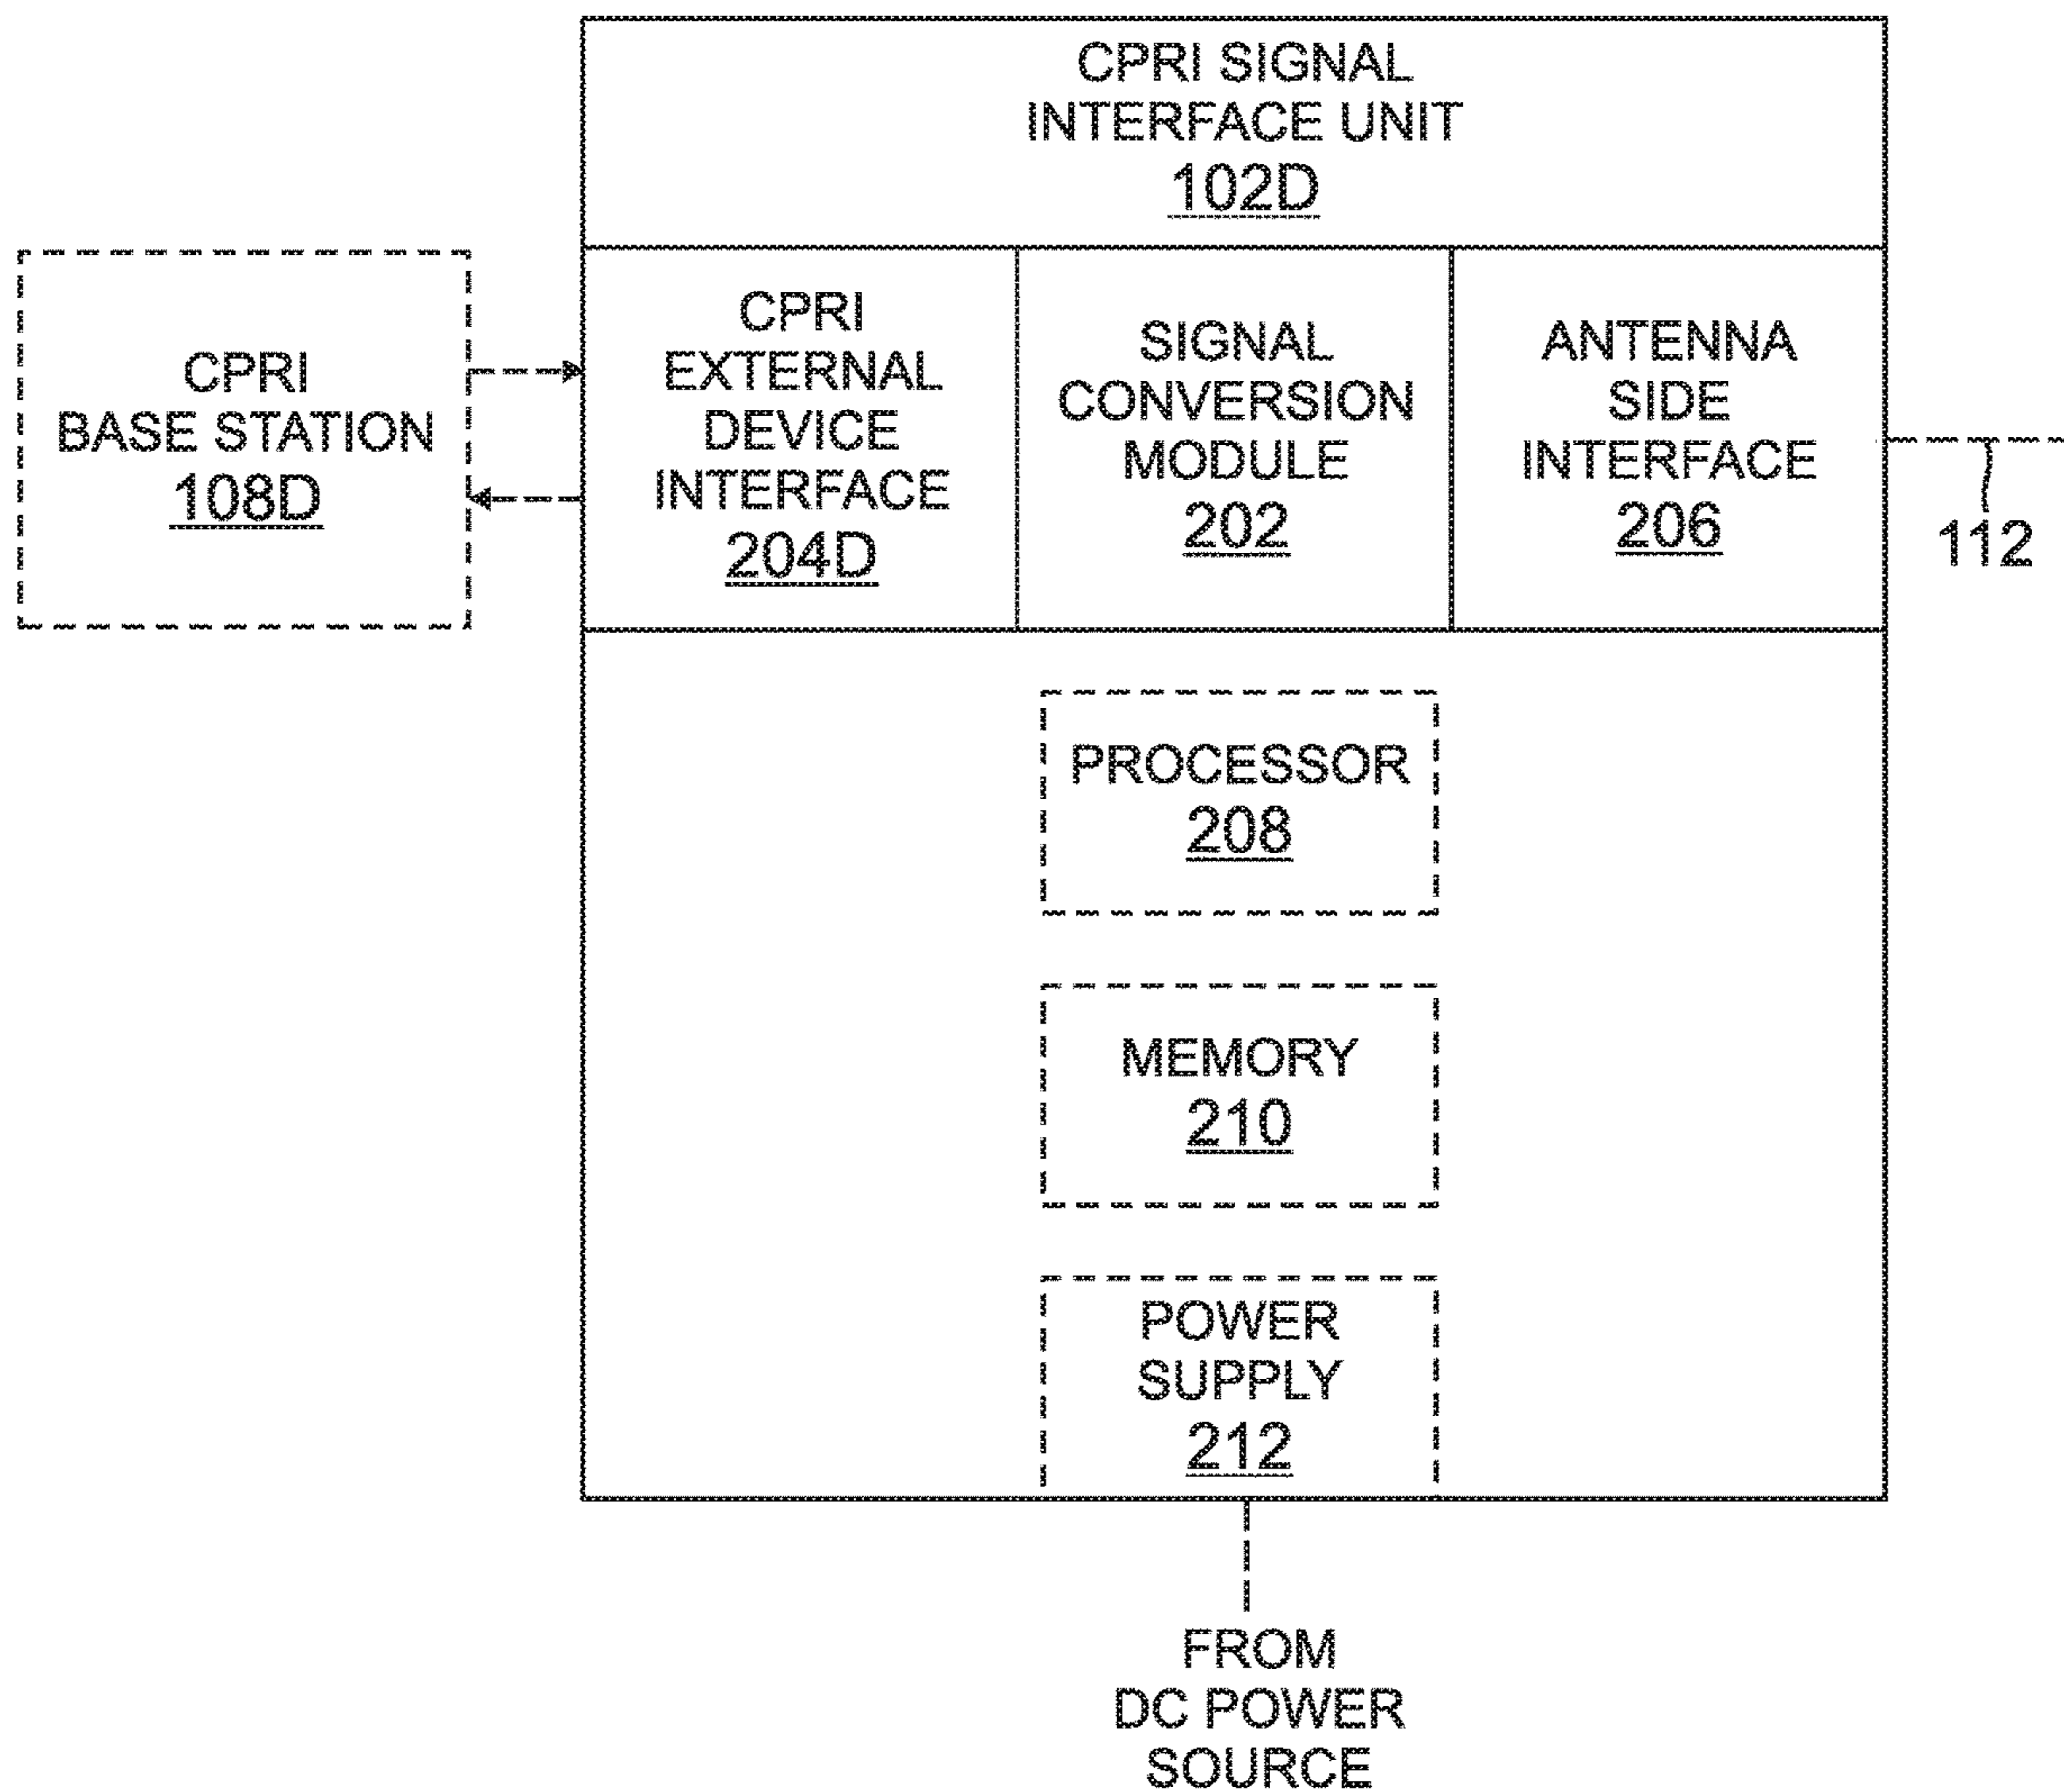 CPRI SIGNAL
INTERFACE UNIT
102D
CPRI
BASE STATION
108D
CPRI
EXTERNAL
DEVICE
INTERFACE
204D
SIGNAL
CONVERSION
MODULE
202
ANTENNA
SIDE
INTERFACE
206
112
PROCESSOR
208
MEMORY
210
POWER
SUPPLY
212
FROM
DC POWER
SOURCE